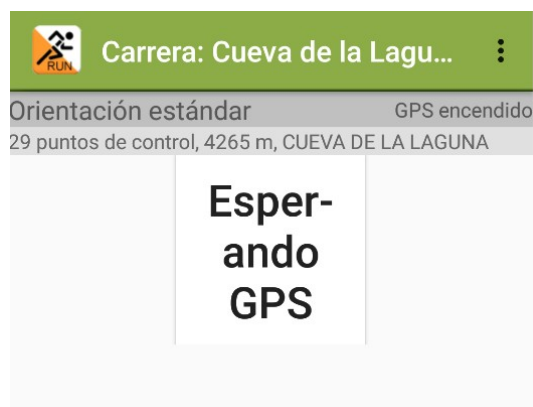 RUN
Carrera: Cueva de la Lagu...
Orientación estándar
GPS encendido
29 puntos de control, 4265 m, CUEVA DE LA LAGUNA
Esper-
ando
GPS